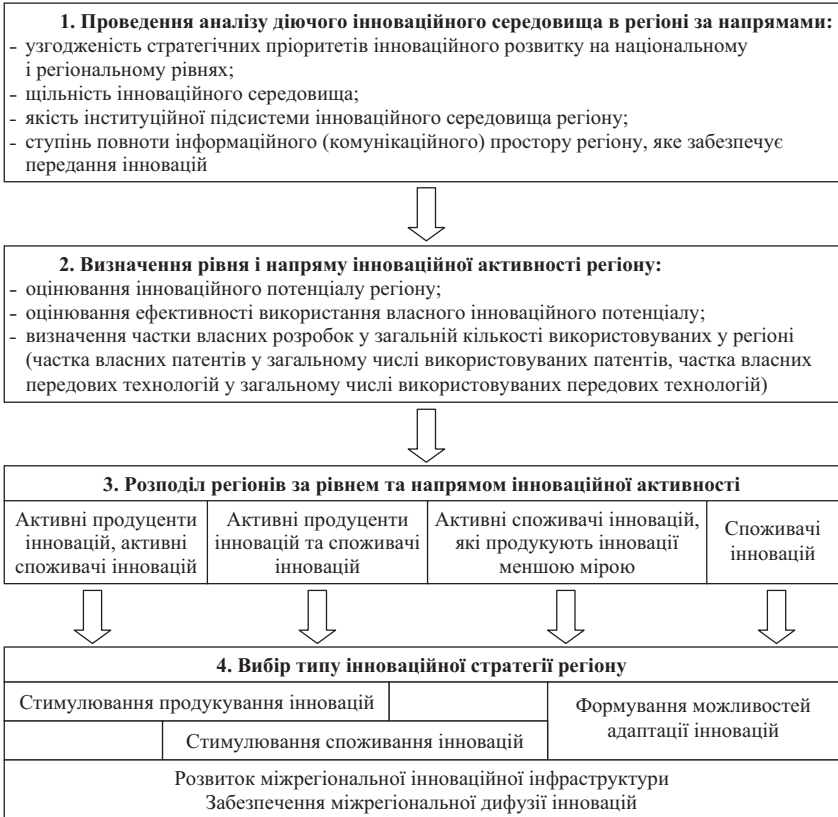 1. Проведення аналізу діючого інноваційного середовища в регіоні за напрямами:
- узгодженість стратегічних пріоритетів інноваційного розвитку на національному
і регіональному рівнях;
- щільність інноваційного середовища;
- якість інституційної підсистеми інноваційного середовища регіону;
- ступінь повноти інформаційного (комунікаційного) простору регіону, яке забезпечує
передання інновацій
2. Визначення рівня і напряму інноваційної активності регіону:
- оцінювання інноваційного потенціалу регіону;
- оцінювання ефективності використання власного інноваційного потенціалу;
- визначення частки власних розробок у загальній кількості використовуваних у регіоні
(частка власних патентів у загальному числі використовуваних патентів, частка власних
передових технологій у загальному числі використовуваних передових технологій)
3. Розподіл регіонів за рівнем та напрямом інноваційної активності
Активні продуценти
інновацій, активні
споживачі інновацій
Активні продуценти
інновацій та споживачі
інновацій
Активні споживачі інновацій,
які продукують інновації
меншою мірою
Споживачі
інновацій
4. Вибір типу інноваційної стратегії регіону
Стимулювання продукування інновацій
Стимулювання споживання інновацій
Формування можливостей
адаптації інновацій
Розвиток міжрегіональної інноваційної інфраструктури
Забезпечення міжрегіональної дифузії інновацій